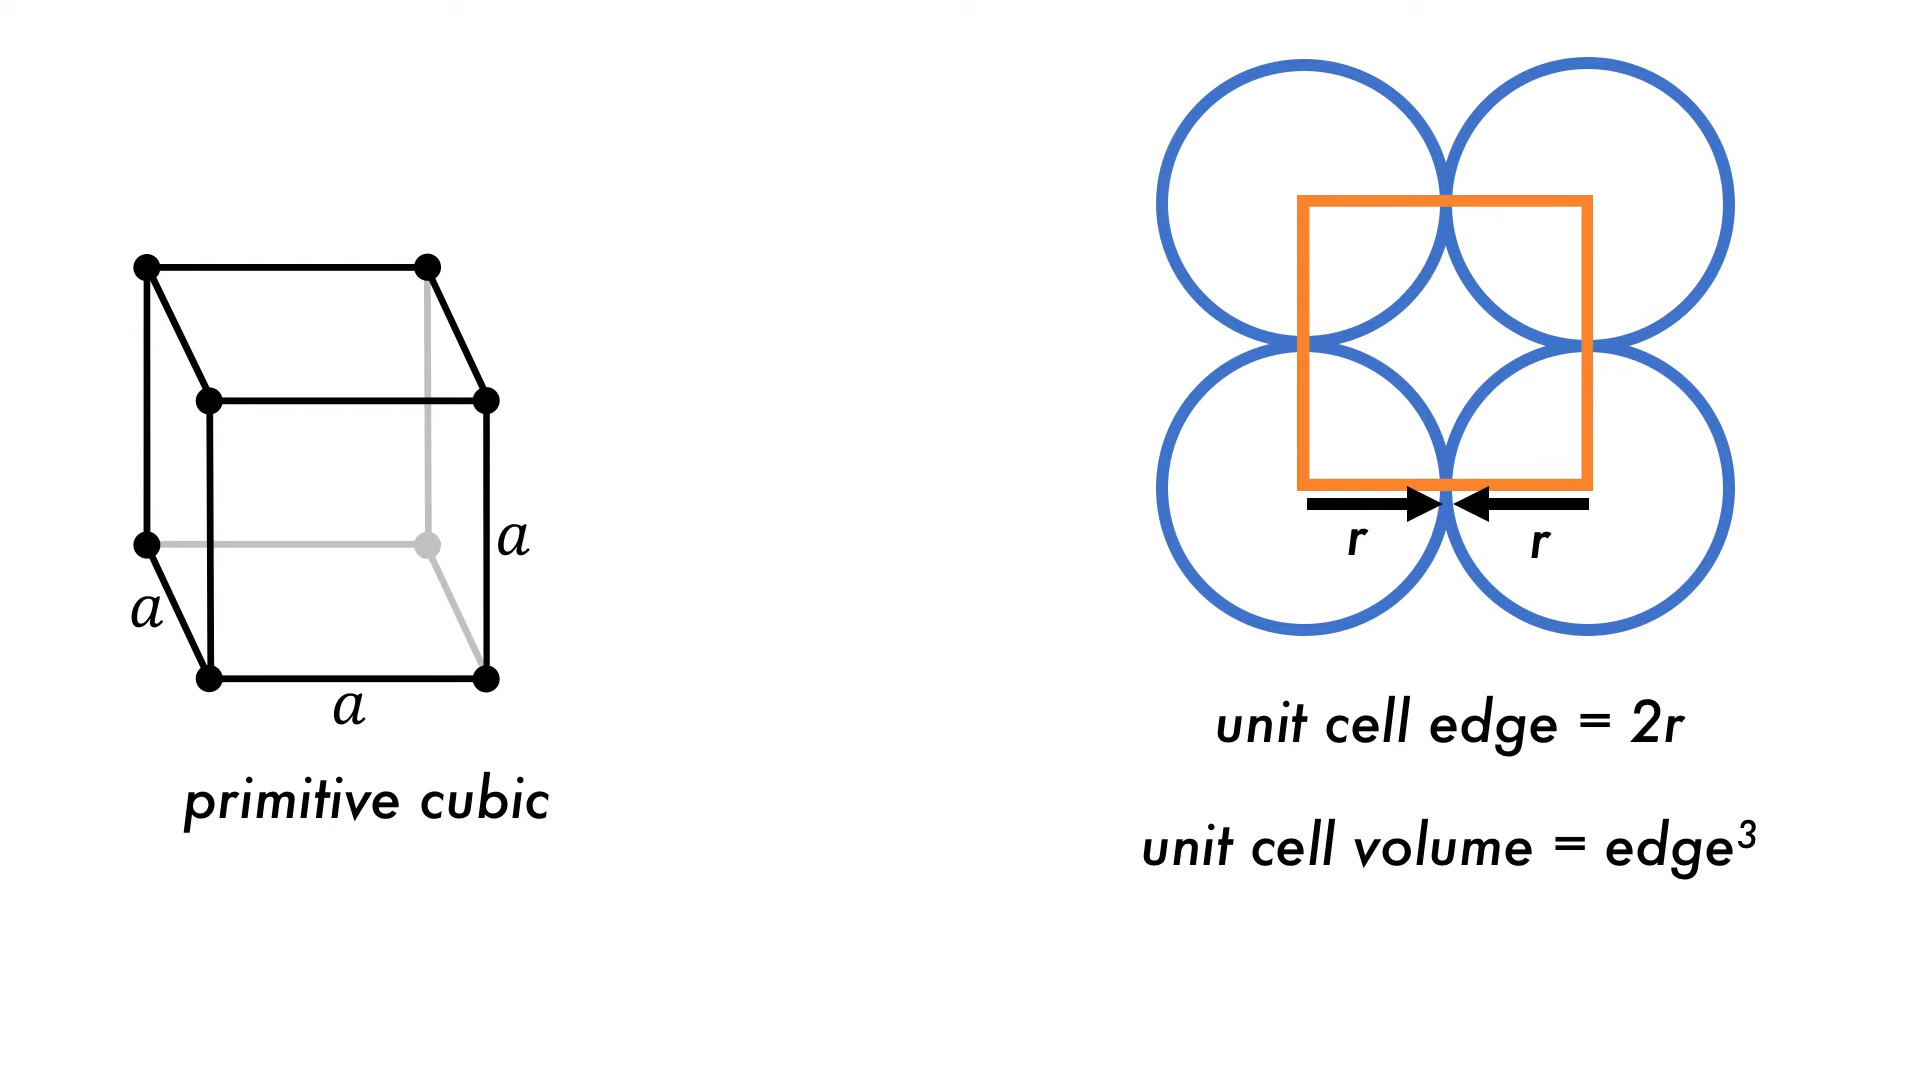 a
a
a
primitive cubic
r
r
unit cell edge = 2r
unit cell volume = edge³